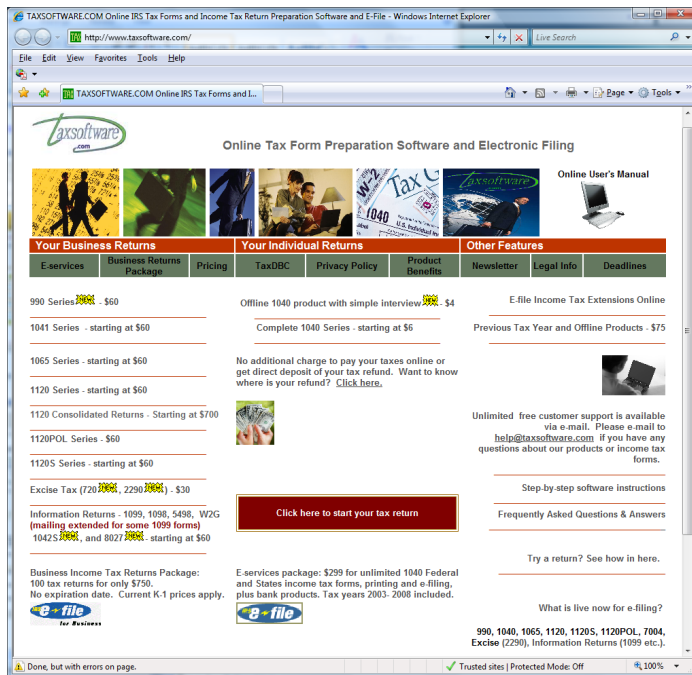 TAXSOFTWARE.COM Online IRS Tax Forms and Income Tax Return Preparation Software and E-File - Windows Internet Explorer
http://www.taxsoftware.com/
Live Search
File Edit View Favorites Tools Help
TAXSOFTWARE.COM Online IRS Tax Forms and I...
Page Tools
Taxsoftware
.com
Online Tax Form Preparation Software and Electronic Filing
W-2
Tax
1040
U.S. Individual
Taxsoftware
Online User's Manual
Your Business Returns
Your Individual Returns
Other Features
E-services
Business Returns
Package
Pricing
TaxDBC
Privacy Policy
Product
Benefits
Newsletter
Legal Info
Deadlines
990 Series NEW - $60
1041 Series - starting at $60
1065 Series - starting at $60
1120 Series - starting at $60
1120 Consolidated Returns - Starting at $700
1120POL Series - $60
1120S Series - starting at $60
Excise Tax (720 NEW, 2290 NEW) - $30
Information Returns - 1099, 1098, 5498, W2G
(mailing extended for some 1099 forms)
1042S NEW, and 8027 NEW - starting at $60
Business Income Tax Returns Package:
100 tax returns for only $750.
No expiration date. Current K-1 prices apply.
e-file
for Business
Offline 1040 product with simple interview NEW - $4
Complete 1040 Series - starting at $6
No additional charge to pay your taxes online or
get direct deposit of your tax refund. Want to know
where is your refund? Click here.
Click here to start your tax return
E-services package: $299 for unlimited 1040 Federal
and States income tax forms, printing and e-filing,
plus bank products. Tax years 2003- 2008 included.
e-file
E-file Income Tax Extensions Online
Previous Tax Year and Offline Products - $75
Unlimited free customer support is available
via e-mail. Please e-mail to
help@taxsoftware.com if you have any
questions about our products or income tax
forms.
Step-by-step software instructions
Frequently Asked Questions & Answers
Try a return? See how in here.
What is live now for e-filing?
990, 1040, 1065, 1120, 1120S, 1120POL, 7004,
Excise (2290), Information Returns (1099 etc.).
Done, but with errors on page.
Trusted sites | Protected Mode: Off
100%